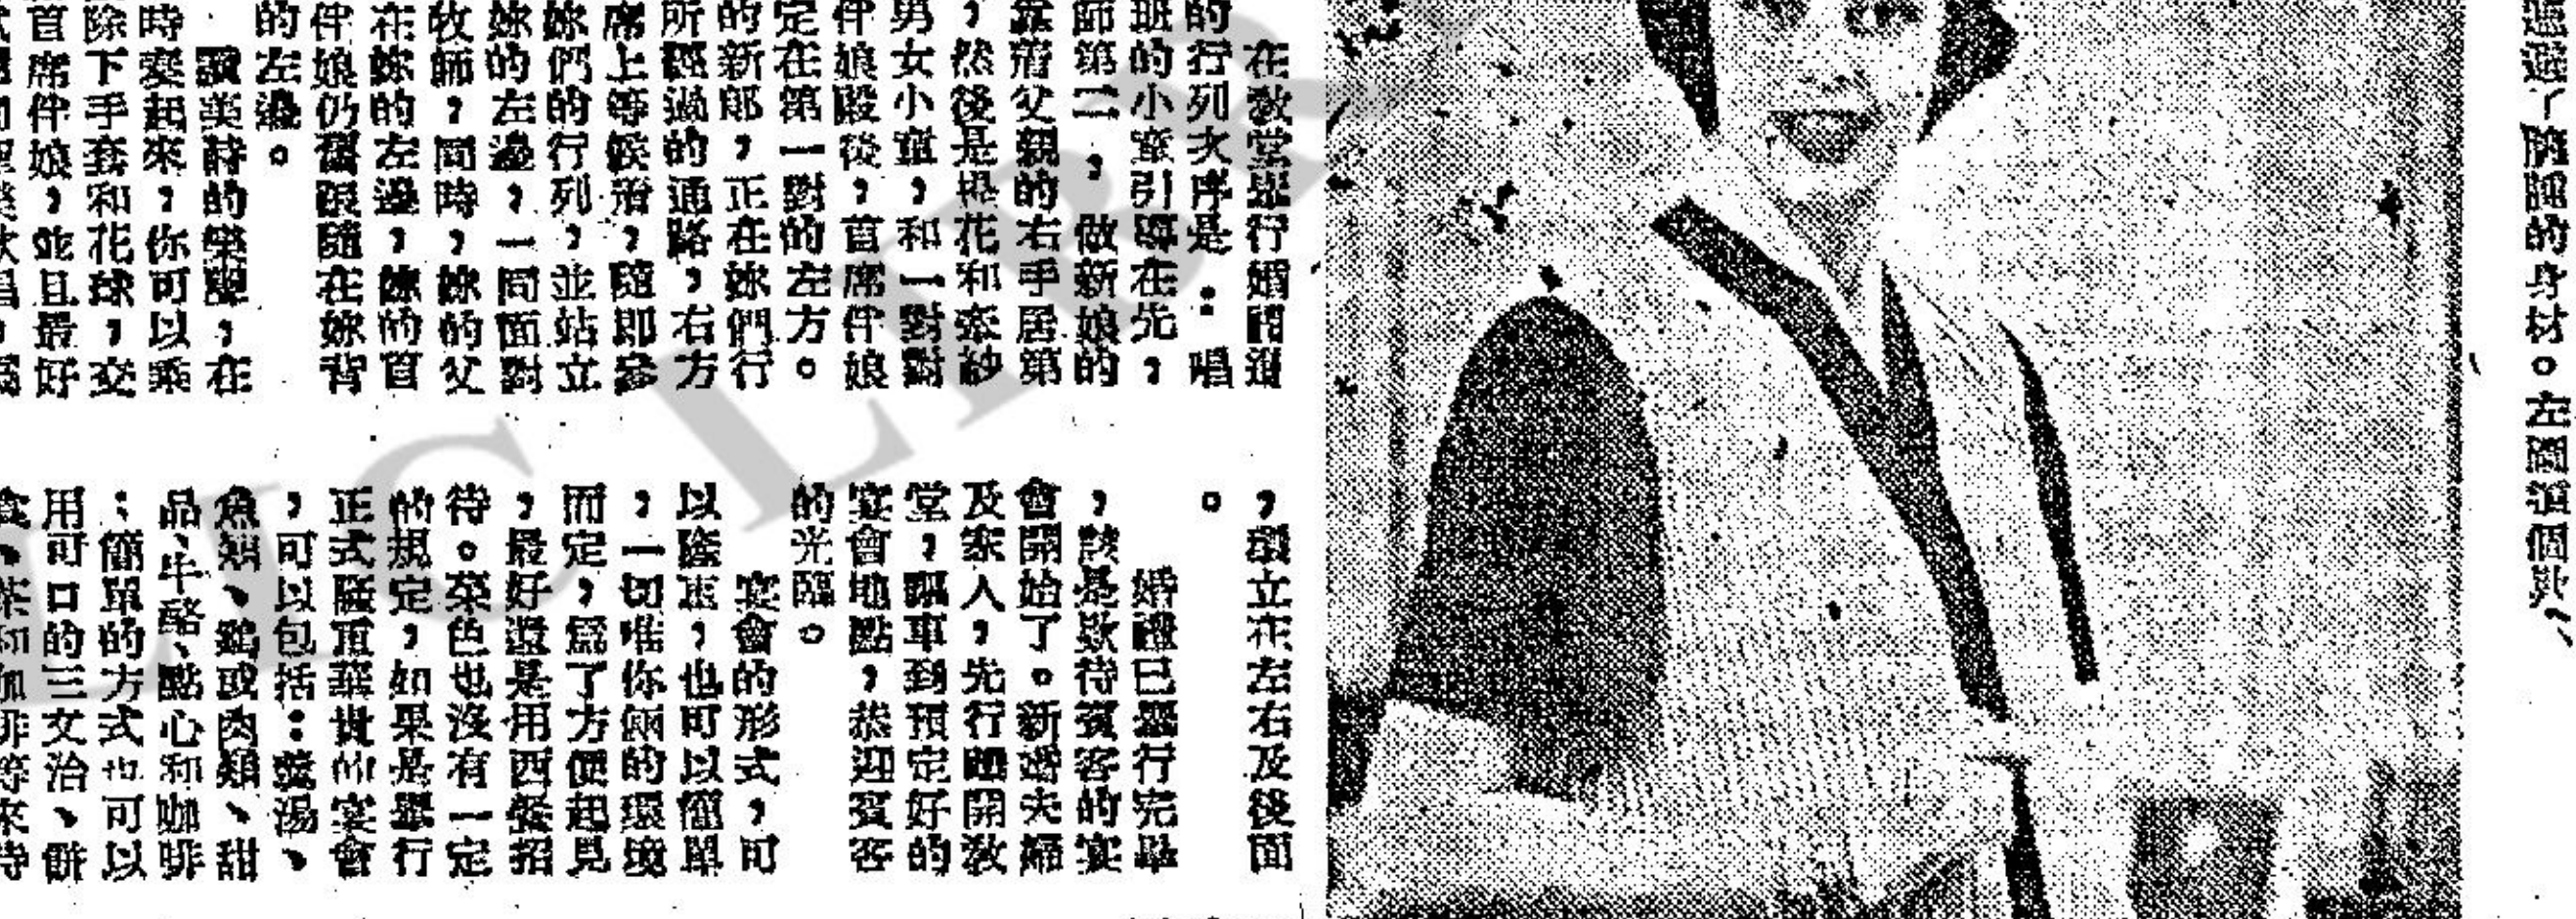 過了臃腫的身材。左圖這個
在教堂舉行婚禮進
的行列次序是：唱
班的小童引導在先，
師第二，做新娘的
靠着父親的右手居第
，然後是提花和牽紗
男女小童，和一對對
伴娘殿後，首席伴娘
定在第一對的左方。
的新郎，正在妳們行
所經過的通路，右方
席上等候着，隨即參
妳們的行列，並站立
妳的左邊，一同面對
牧師，同時，妳的父
在妳的左邊，妳的首
伴娘仍舊跟隨在妳背
的左邊。
讚美詩的樂聲，在
時奏起來，你可以乘
除下手套和花球，交
首席伴娘，並且最好
，環立在左右及後面
。
婚禮已舉行完畢
，該是欵待賓客的宴
會開始了。新婚夫婦
及家人，先行離開敎
堂，驅車到預定好的
宴會地點，恭迎賓客
的光臨。
宴會的形式，可
以隆重，也可以簡單
，一切唯你倆的環境
而定，爲了方便起見
，最好還是用西餐招
待。菜色也沒有一定
的規定，如果是舉行
正式隆重華貴的宴會
，可以包括：羹湯、
魚類、鷄或肉類、甜
品、牛酪、點心和咖啡
；簡單的方式也可以
用可口的三文治、餅
食、茶和咖啡等來待
LIC LIBR